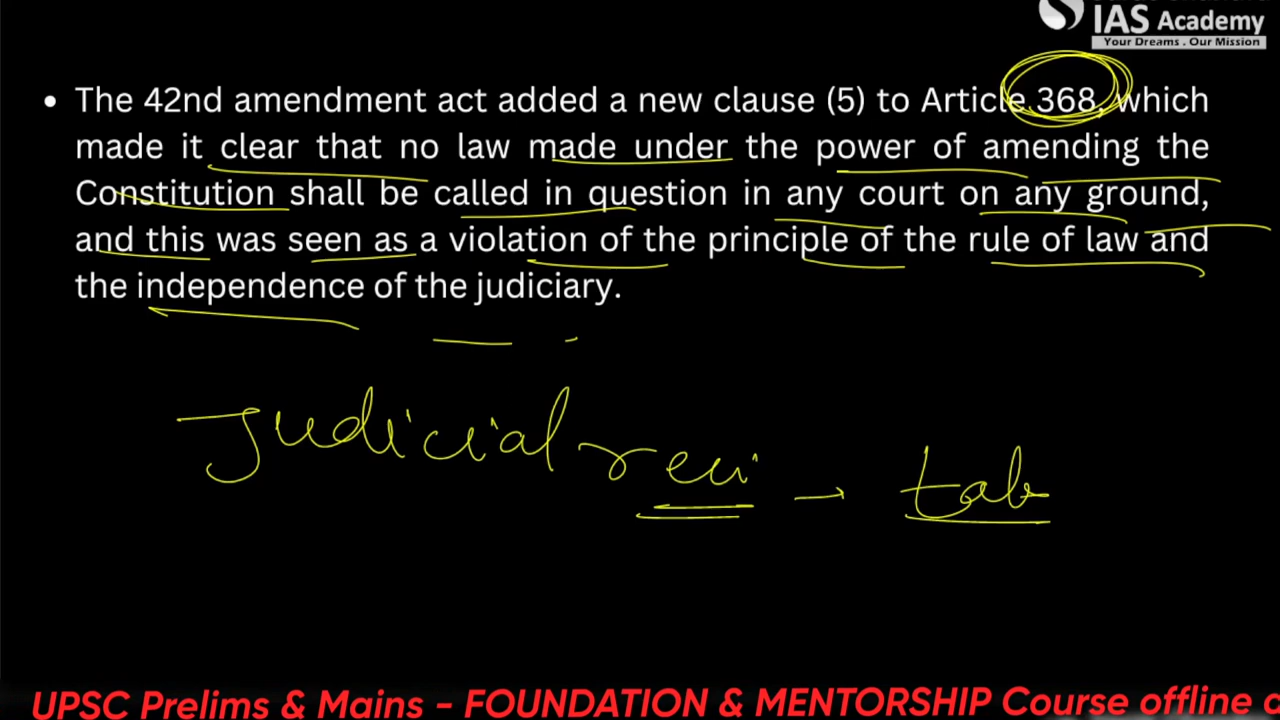 IAS Academy
Your Dreams . Our Mission
• The 42nd amendment act added a new clause (5) to Article 368, which
made it clear that no law made under the power of amending the
Constitution shall be called in question in any court on any ground,
and this was seen as a violation of the principle of the rule of law and
the independence of the judiciary.
Judicial revi → tab
UPSC Prelims & Mains - FOUNDATION & MENTORSHIP Course offline